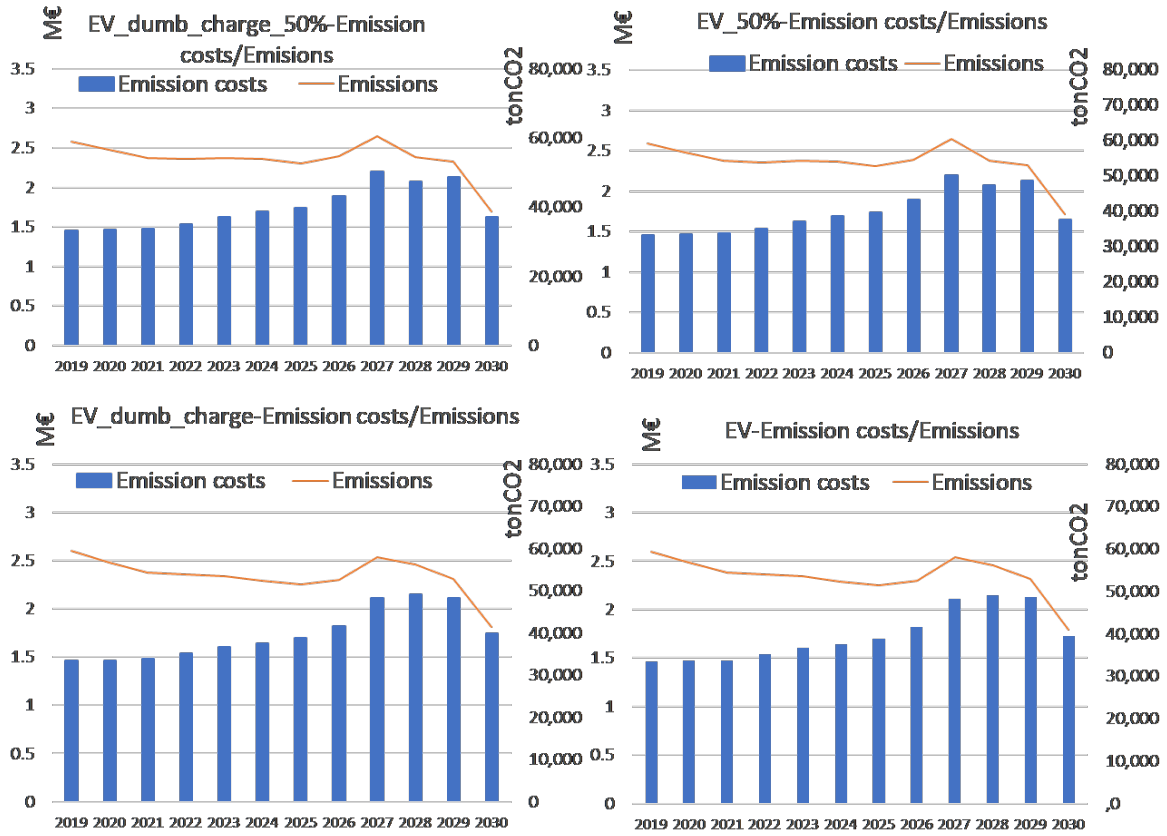 M€
EV_dumb_charge_50%-Emission
costs/Emisions
Emission costs
Emissions
3.5
3
2.5
2
1.5
1
0.5
0
tonCO2
80,000
60,000
40,000
20,000
0
2019 2020 2021 2022 2023 2024 2025 2026 2027 2028 2029 2030
M€
EV_50%-Emission costs/Emissions
Emission costs
Emissions
3.5
3
2.5
2
1.5
1
0.5
0
tonCO2
80,000
70,000
60,000
50,000
40,000
30,000
20,000
10,000
0
2019 2020 2021 2022 2023 2024 2025 2026 2027 2028 2029 2030
M€
EV_dumb_charge-Emission costs/Emissions
Emission costs
Emissions
3.5
3
2.5
2
1.5
1
0.5
0
tonCO2
80,000
70,000
60,000
50,000
40,000
30,000
20,000
10,000
0
2019 2020 2021 2022 2023 2024 2025 2026 2027 2028 2029 2030
M€
EV-Emission costs/Emissions
Emission costs
Emissions
3.5
3
2.5
2
1.5
1
0.5
0
tonCO2
80,000
70,000
60,000
50,000
40,000
30,000
20,000
10,000
,0
2019 2020 2021 2022 2023 2024 2025 2026 2027 2028 2029 2030